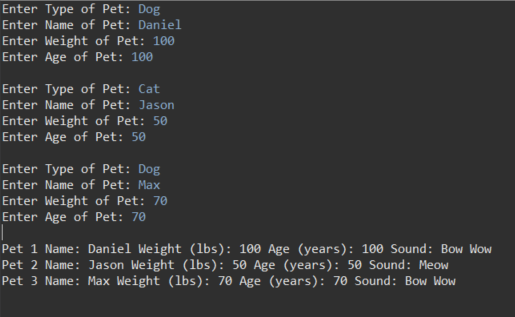 Enter Type of Pet: Dog
Enter Name of Pet: Daniel
Enter Weight of Pet: 100
Enter Age of Pet: 100
Enter Type of Pet: Cat
Enter Name of Pet: Jason
Enter Weight of Pet: 50
Enter Age of Pet: 50
Enter Type of Pet: Dog
Enter Name of Pet: Max
Enter Weight of Pet: 70
Enter Age of Pet: 70
Pet 1 Name: Daniel Weight (lbs): 100 Age (years): 100 Sound: Bow Wow
Pet 2 Name: Jason Weight (lbs): 50 Age (years): 50 Sound: Meow
Pet 3 Name: Max Weight (lbs): 70 Age (years): 70 Sound: Bow Wow